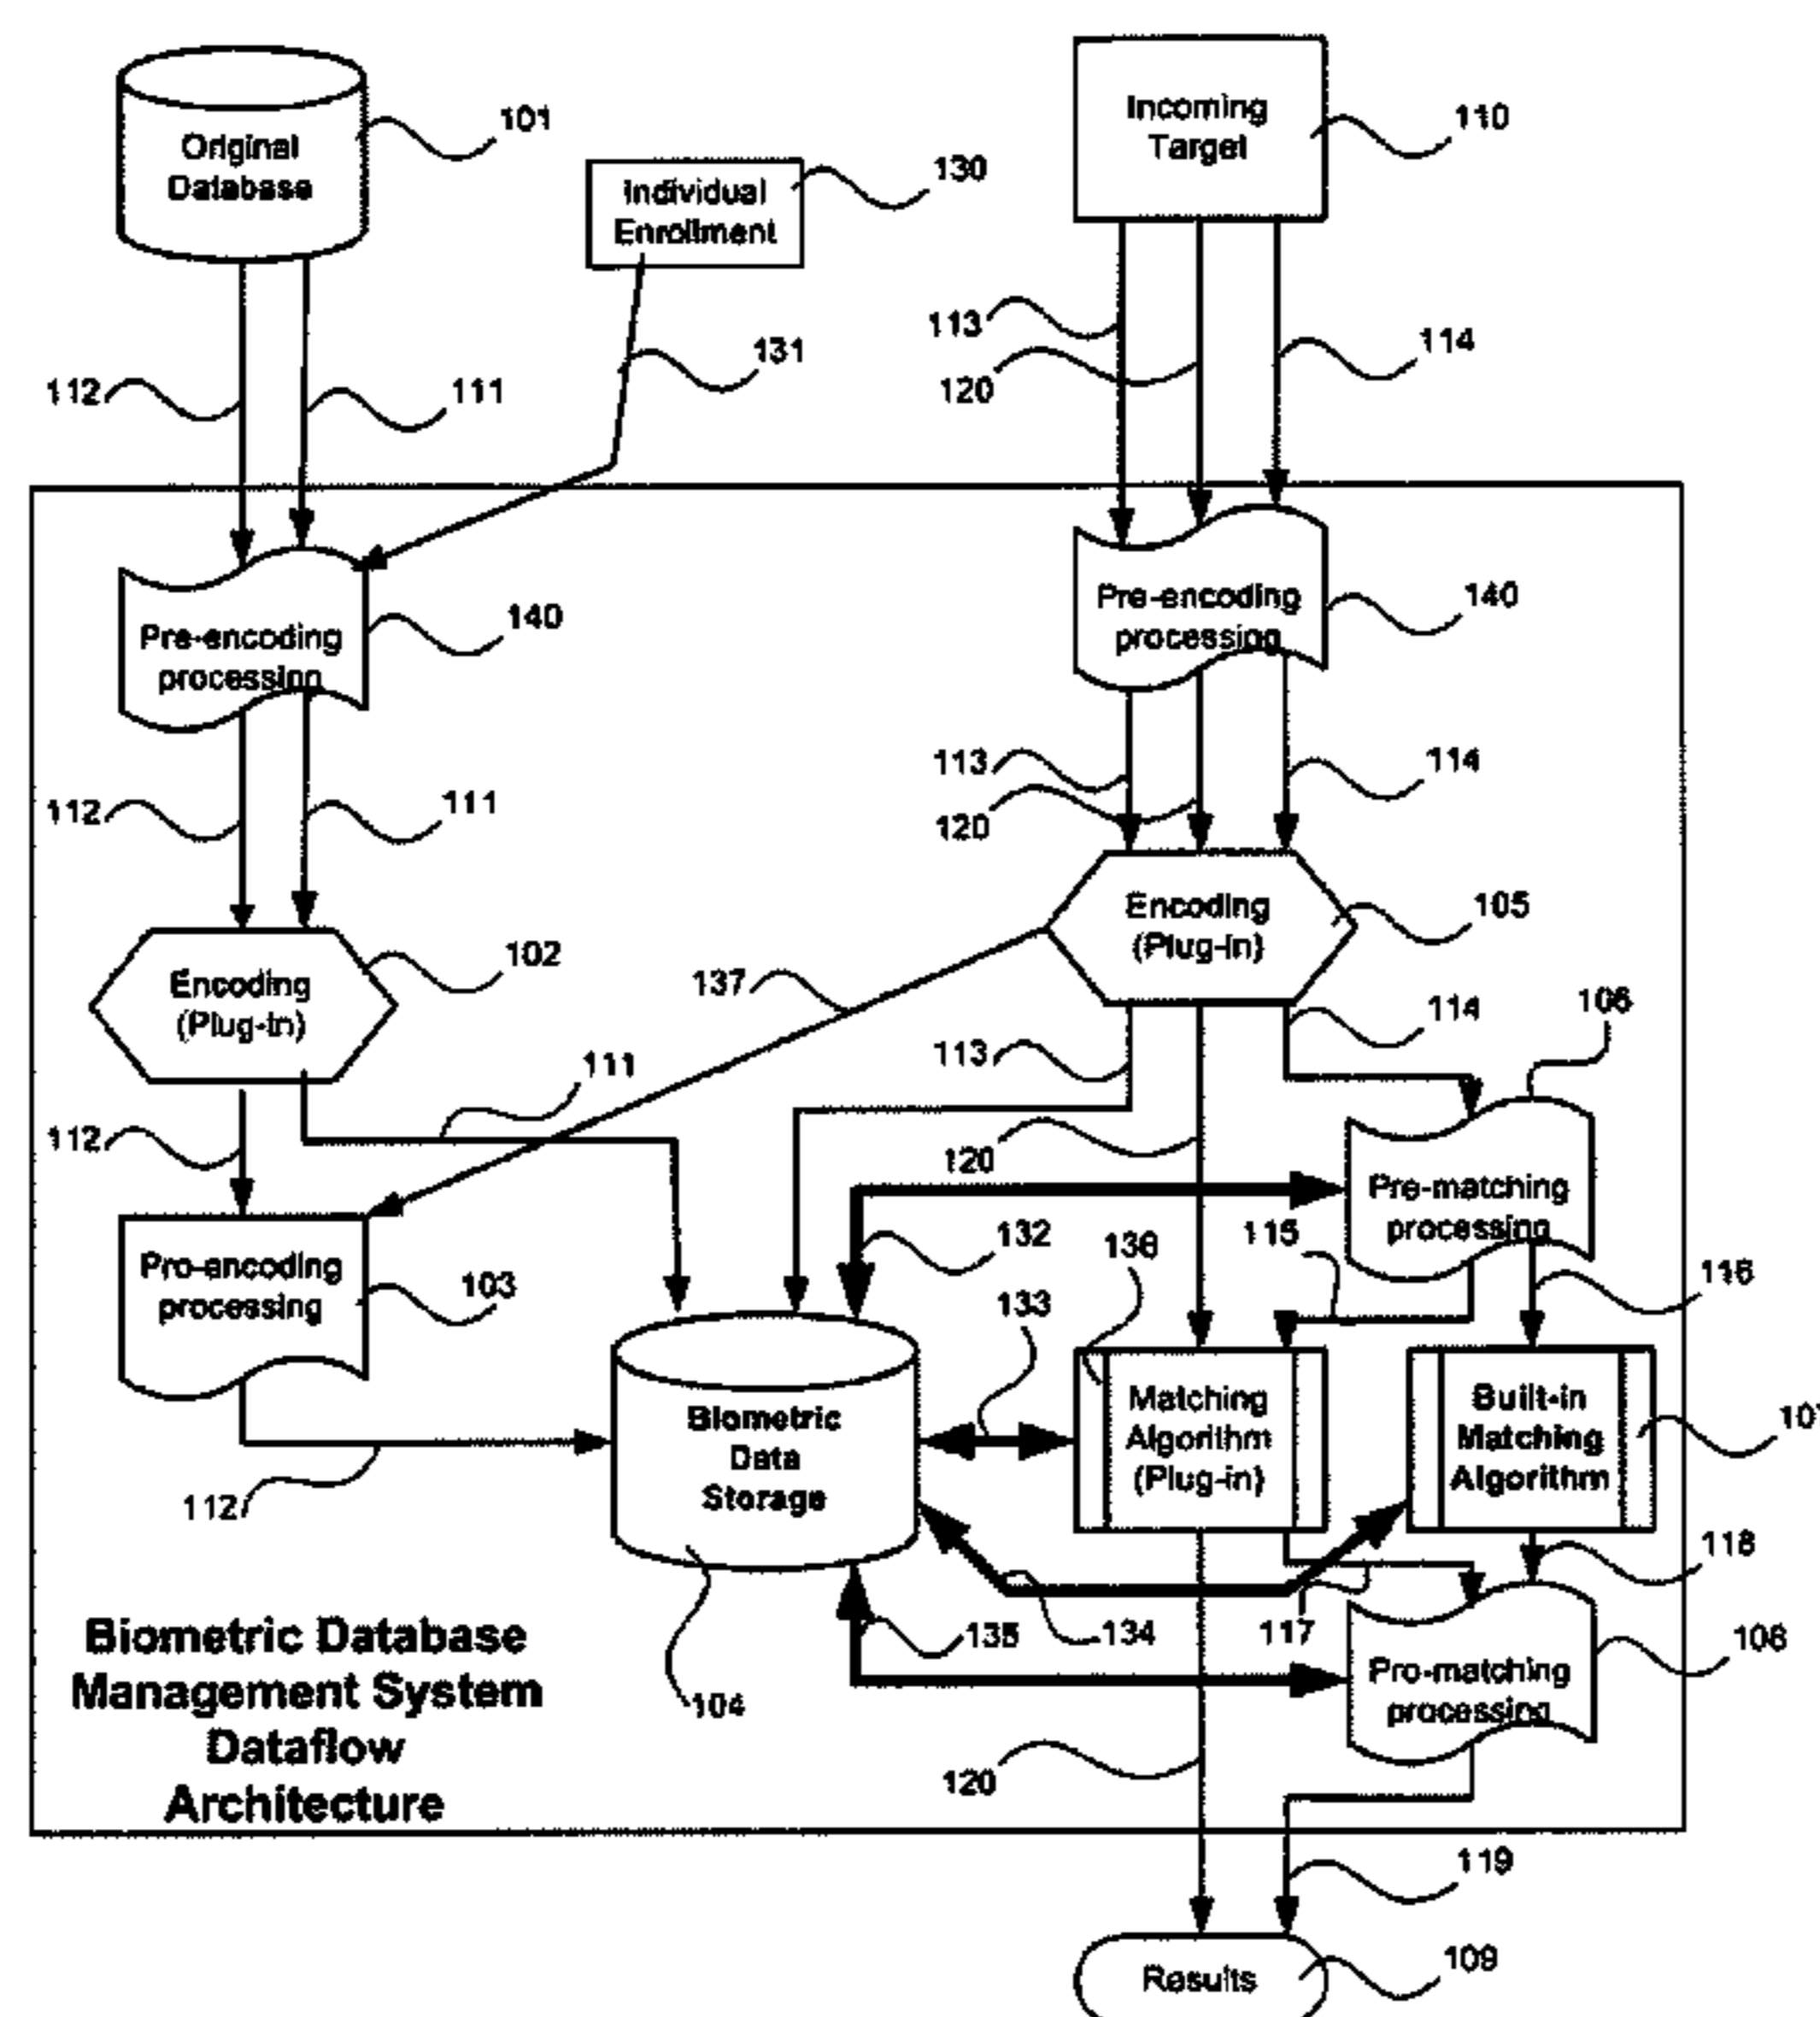 Original
Database
101
Individual
Enrollment
130
Incoming
Target
110
112
111
131
113
120
114
Pre-encoding
processing
140
Pre-encoding
processing
140
112
111
113
120
114
Encoding
(Plug-in)
102
Encoding
(Plug-in)
105
137
113
114
106
112
111
120
Pre-matching
processing
132
115
136
116
Pro-encoding
processing
103
133
112
Biometric
Data
Storage
Matching
Algorithm
(Plug-in)
Built-in
Matching
Algorithm
107
118
117
134
135
104
Pro-matching
processing
108
Biometric Database
Management System
Dataflow
Architecture
120
119
Results
109